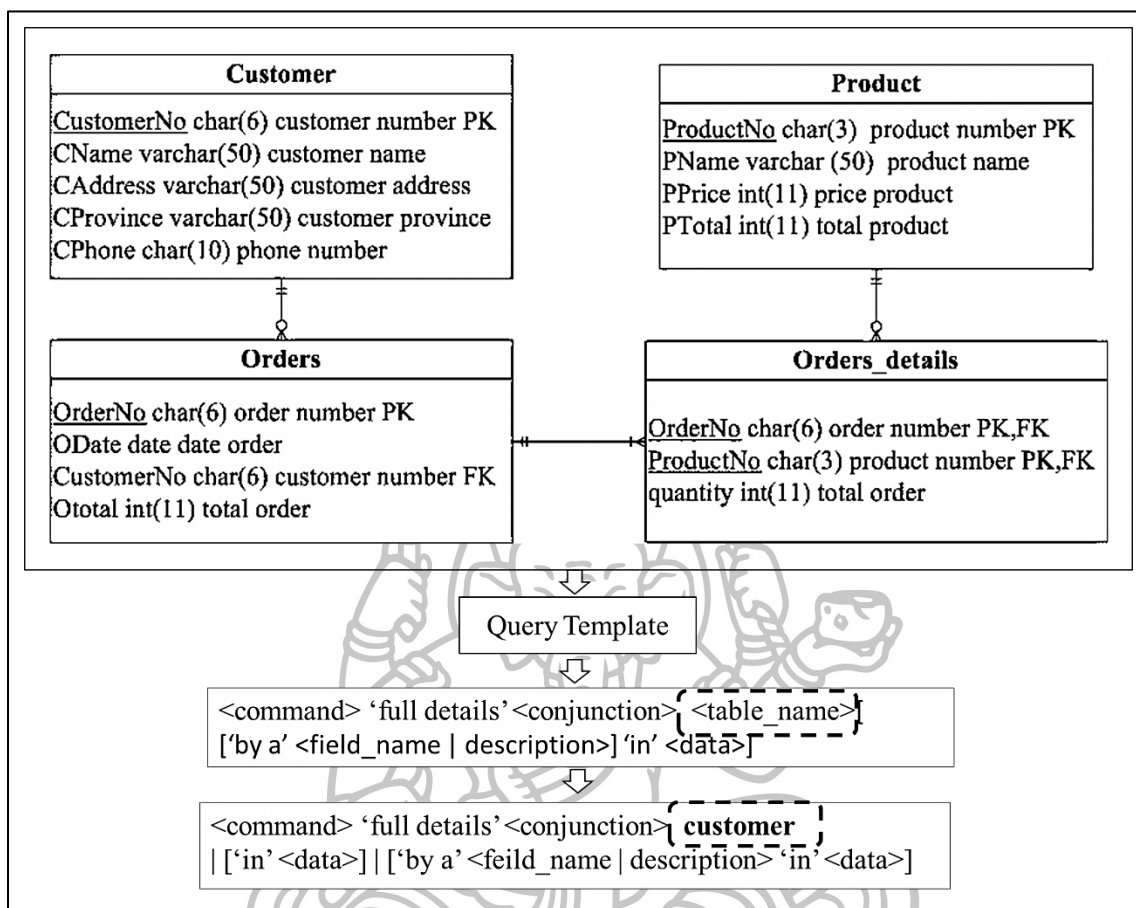 Customer
CustomerNo char(6) customer number PK
CName varchar(50) customer name
CAddress varchar(50) customer address
CProvince varchar(50) customer province
CPhone char(10) phone number
Product
ProductNo char(3) product number PK
PName varchar (50) product name
PPrice int(11) price product
PTotal int(11) total product
Orders
OrderNo char(6) order number PK
ODate date date order
CustomerNo char(6) customer number FK
Ototal int(11) total order
Orders_details
OrderNo char(6) order number PK,FK
ProductNo char(3) product number PK,FK
quantity int(11) total order
Query Template
<command> ‘full details’ <conjunction> <table_name>[
[‘by a’ <field_name | description>] ‘in’ <data>]
<command> ‘full details’ <conjunction> customer
| [‘in’ <data>] | [‘by a’ <feild_name | description> ‘in’ <data>]